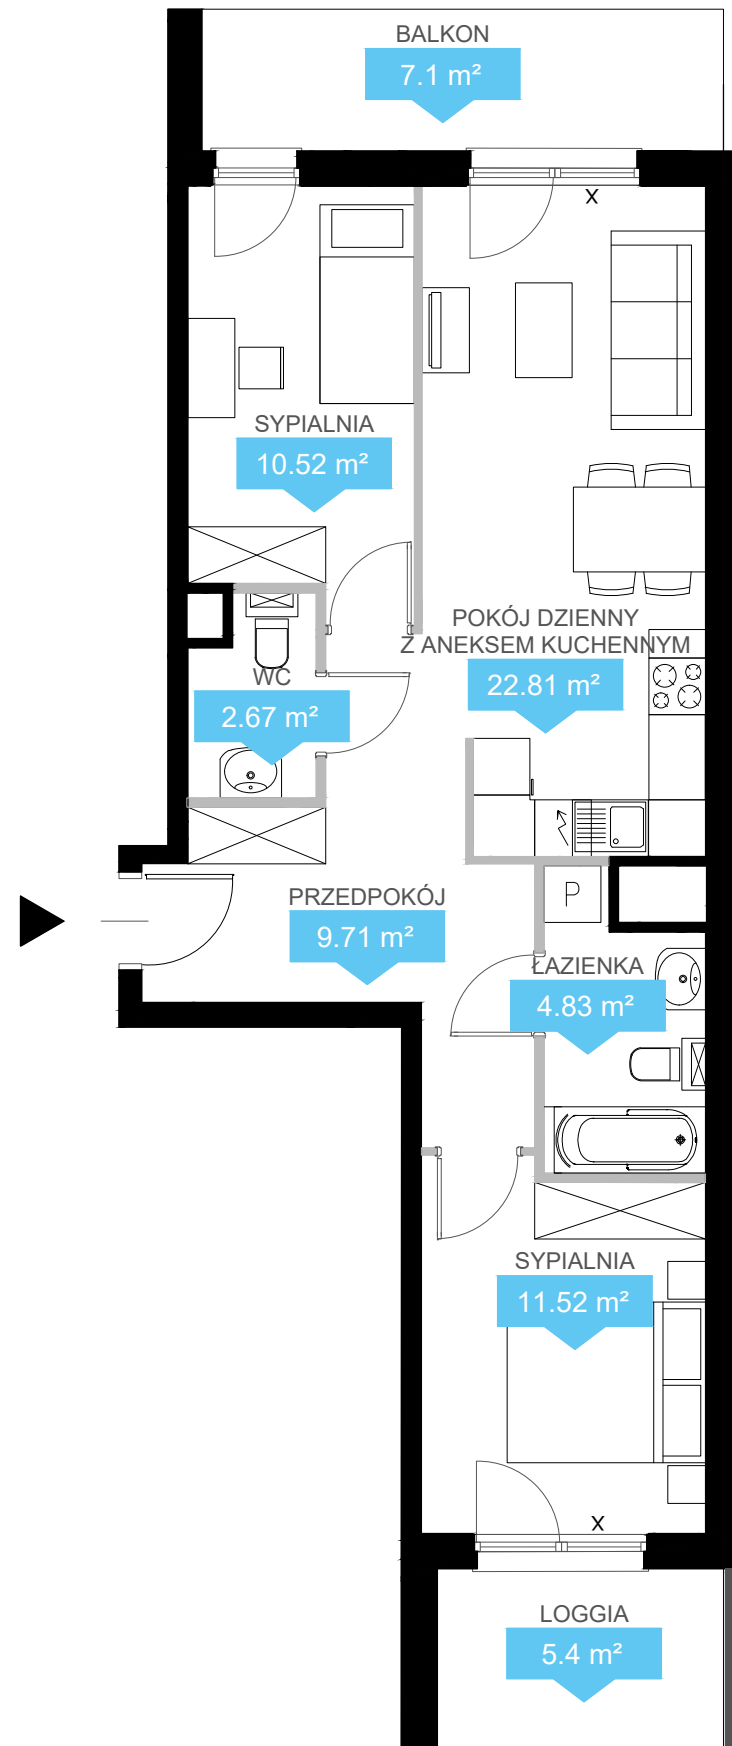 BALKON
7.1 m²
X
SYPIALNIA
10.52 m²
POKÓJ DZIENNY
Z ANEKSEM KUCHENNYM
22.81 m²
WC
2.67 m²
PRZEDPOKÓJ
9.71 m²
P
ŁAZIENKA
4.83 m²
SYPIALNIA
11.52 m²
X
LOGGIA
5.4 m²